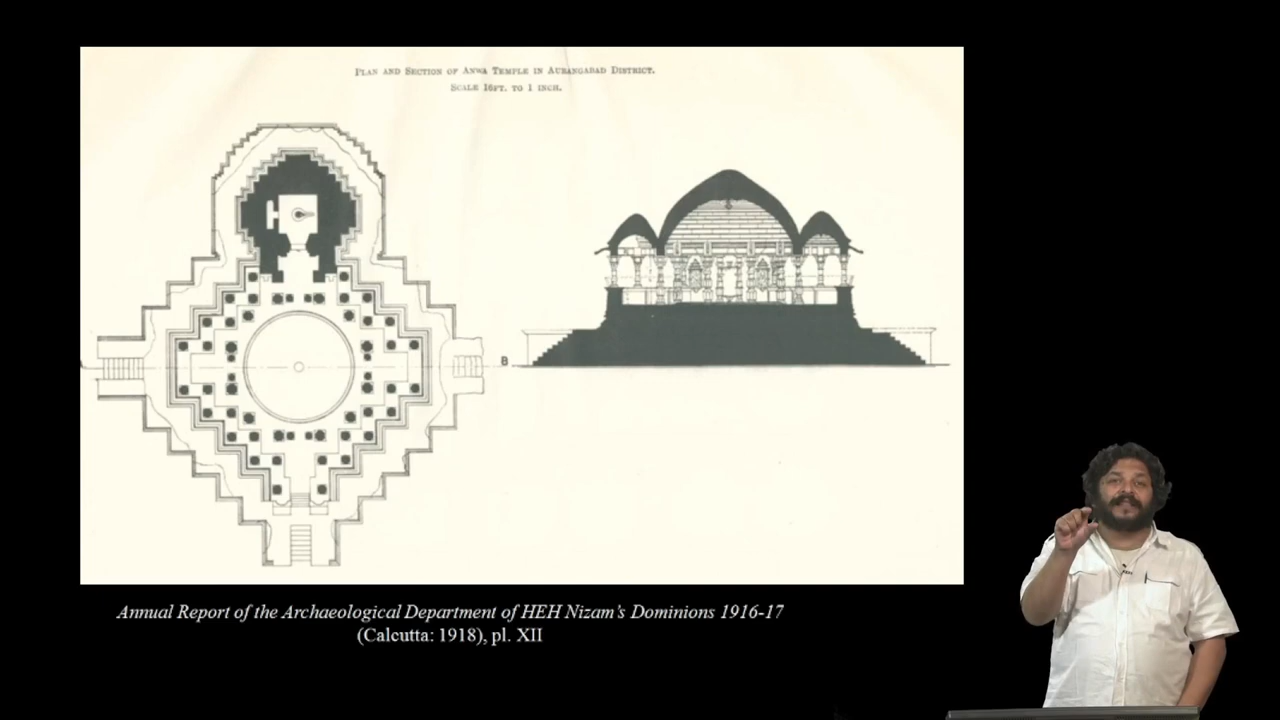 PLAN AND SECTION OF ANWA TEMPLE IN AURANGABAD DISTRICT.
SCALE 16FT. TO 1 INCH.
B
Annual Report of the Archaeological Department of HEH Nizam's Dominions 1916-17
(Calcutta: 1918), pl. XII